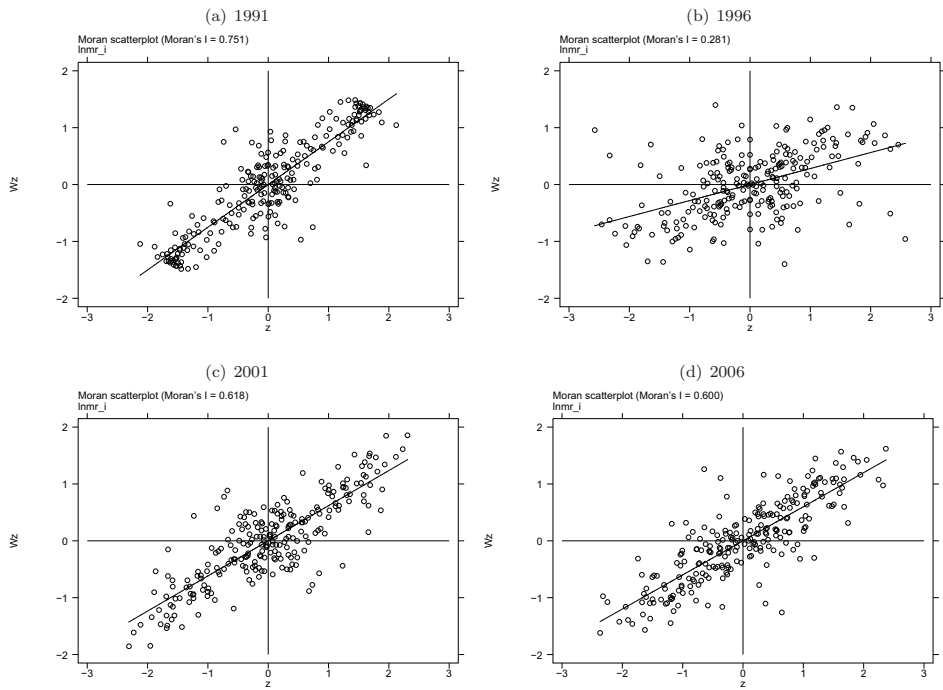 (a) 1991
Moran scatterplot (Moran's I = 0.751)
lnmr_i
2
1
0
−1
−2
Wz
−3 −2 −1 0 1 2 3
z
(b) 1996
Moran scatterplot (Moran's I = 0.281)
lnmr_i
2
1
0
−1
−2
Wz
−3 −2 −1 0 1 2 3
z
(c) 2001
Moran scatterplot (Moran's I = 0.618)
lnmr_i
2
1
0
−1
−2
Wz
−3 −2 −1 0 1 2 3
z
(d) 2006
Moran scatterplot (Moran's I = 0.600)
lnmr_i
2
1
0
−1
−2
Wz
−3 −2 −1 0 1 2 3
z